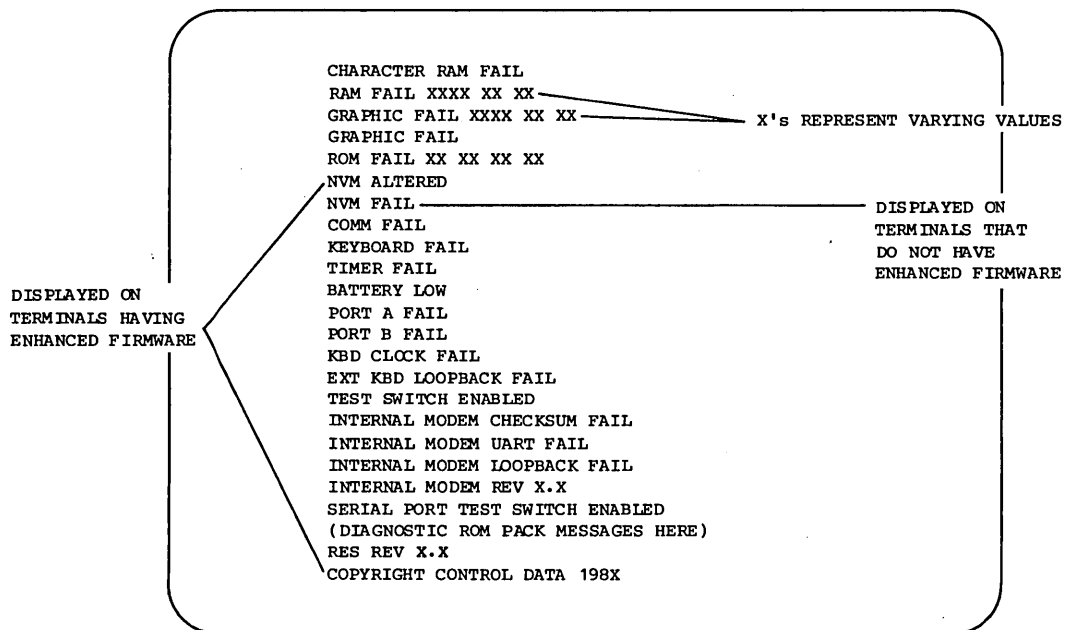 CHARACTER RAM FAIL
RAM FAIL XXXX XX XX
GRAPHIC FAIL XXXX XX XX
GRAPHIC FAIL
ROM FAIL XX XX XX XX
NVM ALTERED
NVM FAIL
COMM FAIL
KEYBOARD FAIL
TIMER FAIL
BATTERY LOW
PORT A FAIL
PORT B FAIL
KBD CLOCK FAIL
EXT KBD LOOPBACK FAIL
TEST SWITCH ENABLED
INTERNAL MODEM CHECKSUM FAIL
INTERNAL MODEM UART FAIL
INTERNAL MODEM LOOPBACK FAIL
INTERNAL MODEM REV X.X
SERIAL PORT TEST SWITCH ENABLED
(DIAGNOSTIC ROM PACK MESSAGES HERE)
RES REV X.X
COPYRIGHT CONTROL DATA 198X
X's REPRESENT VARYING VALUES
DISPLAYED ON
TERMINALS THAT
DO NOT HAVE
ENHANCED FIRMWARE
DISPLAYED ON
TERMINALS HAVING
ENHANCED FIRMWARE